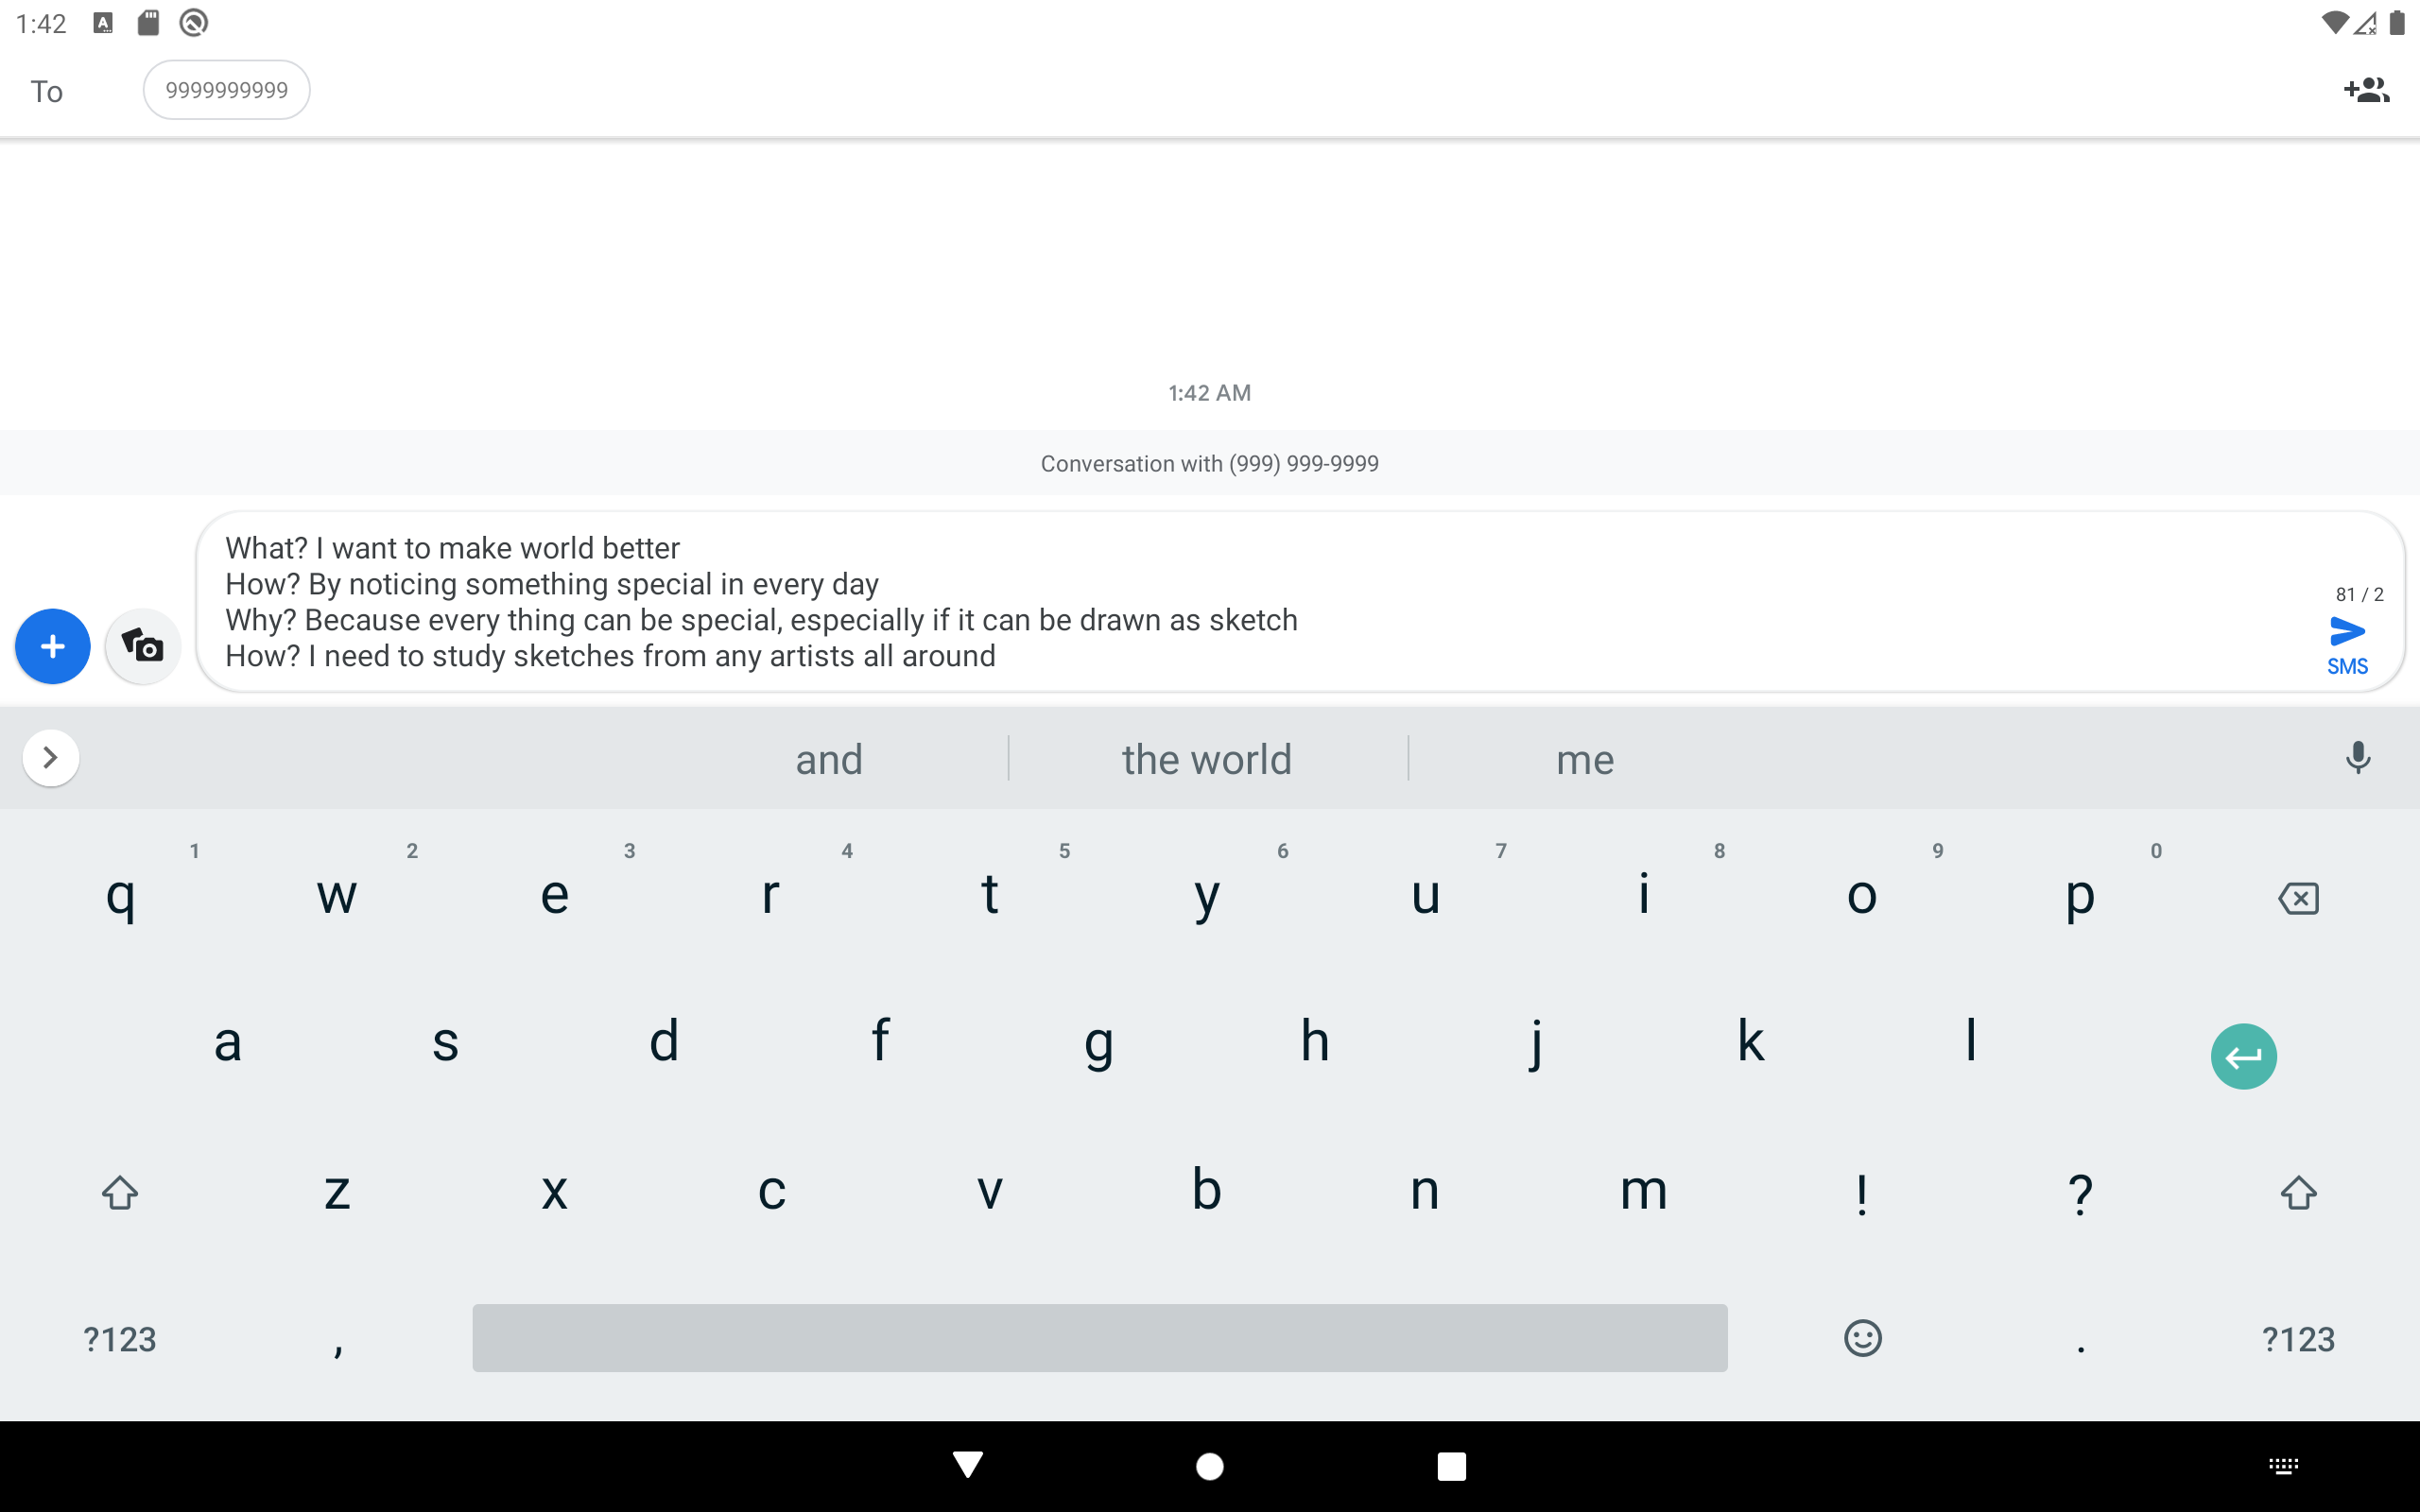 1:42
To 9999999999
1:42 AM
Conversation with (999) 999-9999
What? I want to make world better
How? By noticing something special in every day
Why? Because every thing can be special, especially if it can be drawn as sketch
How? I need to study sketches from any artists all around
81 / 2
SMS
and the world me
1 2 3 4 5 6 7 8 9 0
q w e r t y u i o p
a s d f g h j k l
z x c v b n m ! ?
?123 , . ?123